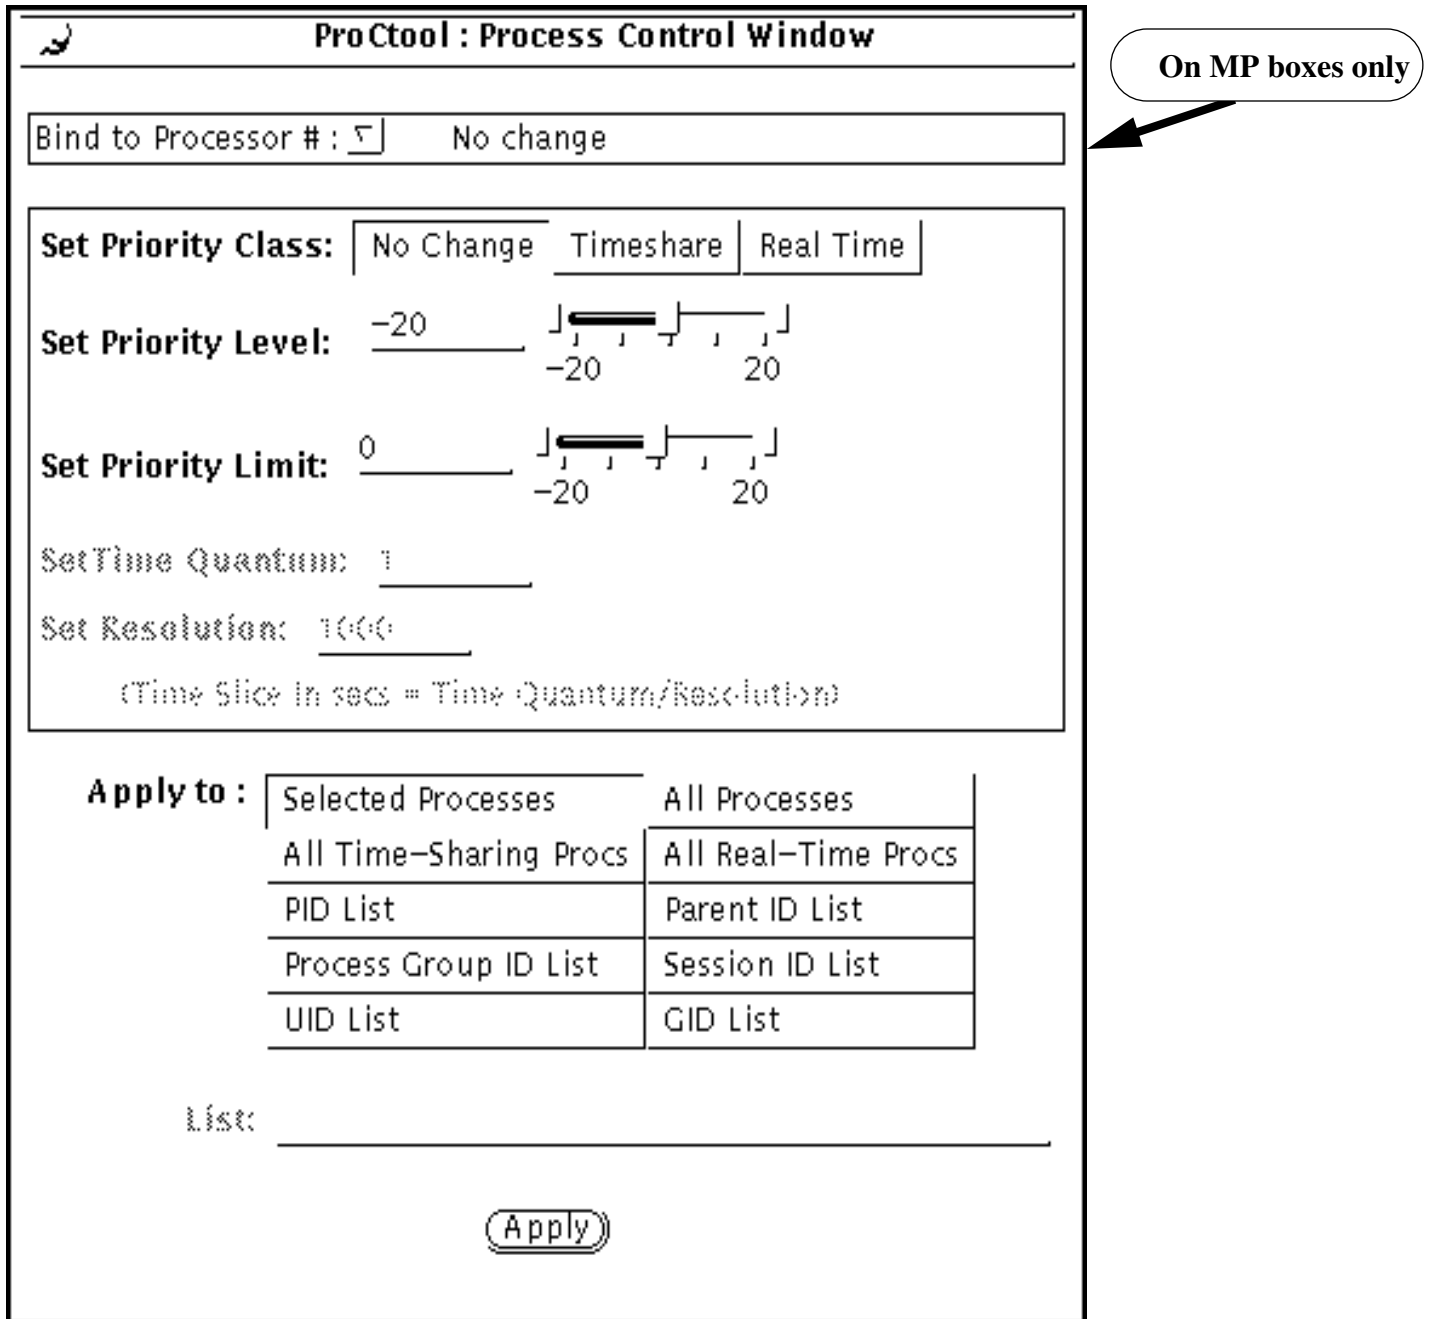 ProCtool : Process Control Window
On MP boxes only
Bind to Processor # : No change
Set Priority Class: No Change Timeshare Real Time
Set Priority Level: −20
−20 20
Set Priority Limit: 0
−20 20
Set Time Quantum: 1
Set Resolution: 1000
(Time Slice in secs = Time Quantum/Resolution)
Apply to : Selected Processes All Processes
All Time−Sharing Procs All Real−Time Procs
PID List Parent ID List
Process Group ID List Session ID List
UID List GID List
List:
Apply